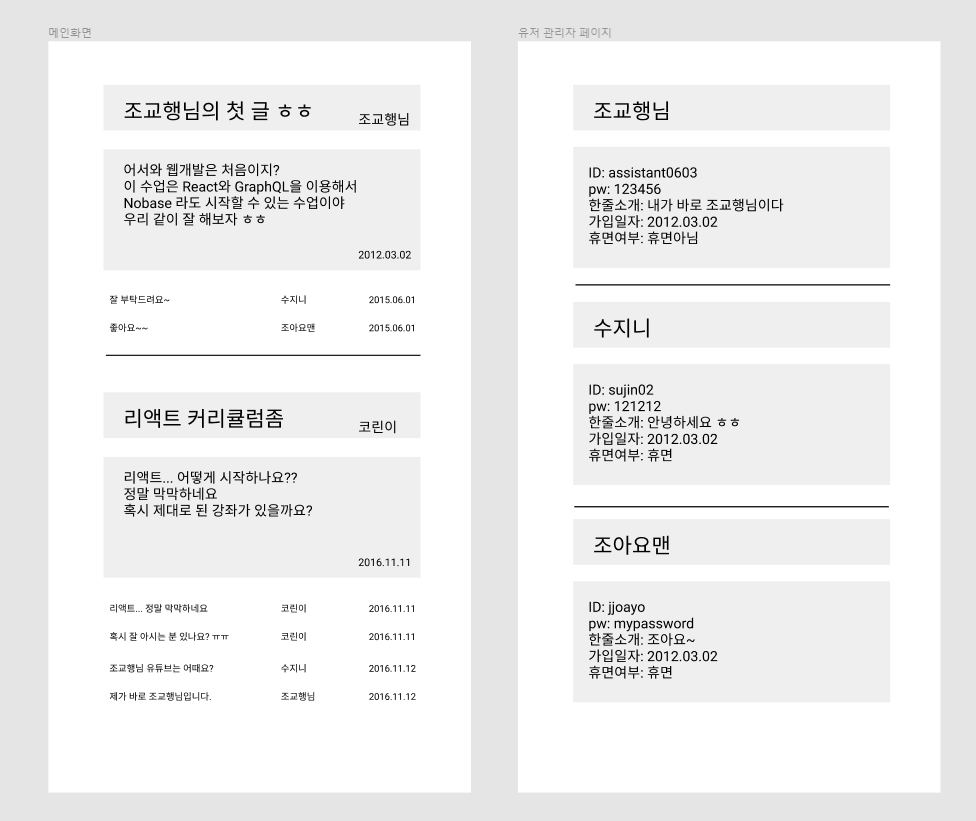 메인화면
조교행님의 첫 글 ㅎㅎ 조교행님
어서와 웹개발은 처음이지?
이 수업은 React와 GraphQL을 이용해서
Nobase 라도 시작할 수 있는 수업이야
우리 같이 잘 해보자 ㅎㅎ
2012.03.02
잘 부탁드려요~ 수지니 2015.06.01
좋아요~~ 조아요맨 2015.06.01
리액트 커리큘럼좀 코린이
리액트... 어떻게 시작하나요??
정말 막막하네요
혹시 제대로 된 강좌가 있을까요?
2016.11.11
리액트... 정말 막막하네요 코린이 2016.11.11
혹시 잘 아시는 분 있나요? ㅠㅠ 코린이 2016.11.11
조교행님 유튜브는 어때요? 수지니 2016.11.12
제가 바로 조교행님입니다. 조교행님 2016.11.12
유저 관리자 페이지
조교행님
ID: assistant0603
pw: 123456
한줄소개: 내가 바로 조교행님이다
가입일자: 2012.03.02
휴면여부: 휴면아님
수지니
ID: sujin02
pw: 121212
한줄소개: 안녕하세요 ㅎㅎ
가입일자: 2012.03.02
휴면여부: 휴면
조아요맨
ID: jjoayo
pw: mypassword
한줄소개: 조아요~
가입일자: 2012.03.02
휴면여부: 휴면